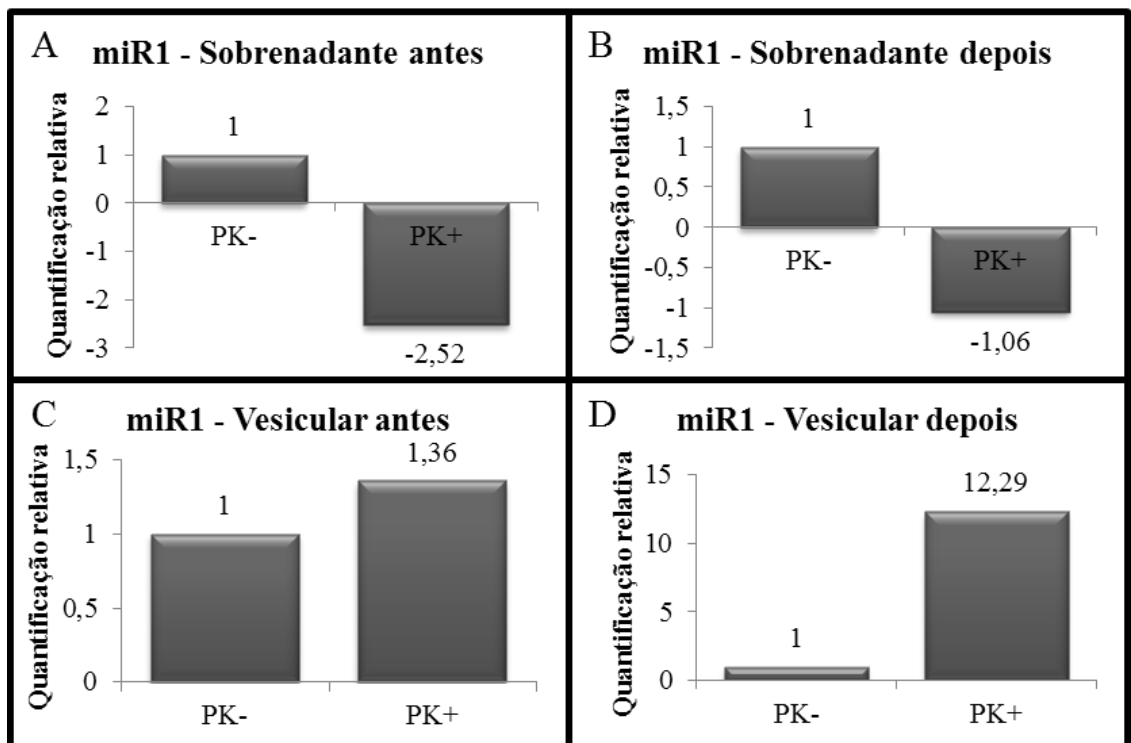 A
miR1 - Sobrenadante antes
Quantificação relativa
2
1
0
-1
-2
-3
1
PK-
PK+
-2,52
B
miR1 - Sobrenadante depois
Quantificação relativa
1,5
1
0,5
0
-0,5
-1
-1,5
1
PK-
PK+
-1,06
C
miR1 - Vesicular antes
Quantificação relativa
1,5
1
0,5
0
1
1,36
PK-
PK+
D
miR1 - Vesicular depois
Quantificação relativa
15
10
5
0
1
12,29
PK-
PK+